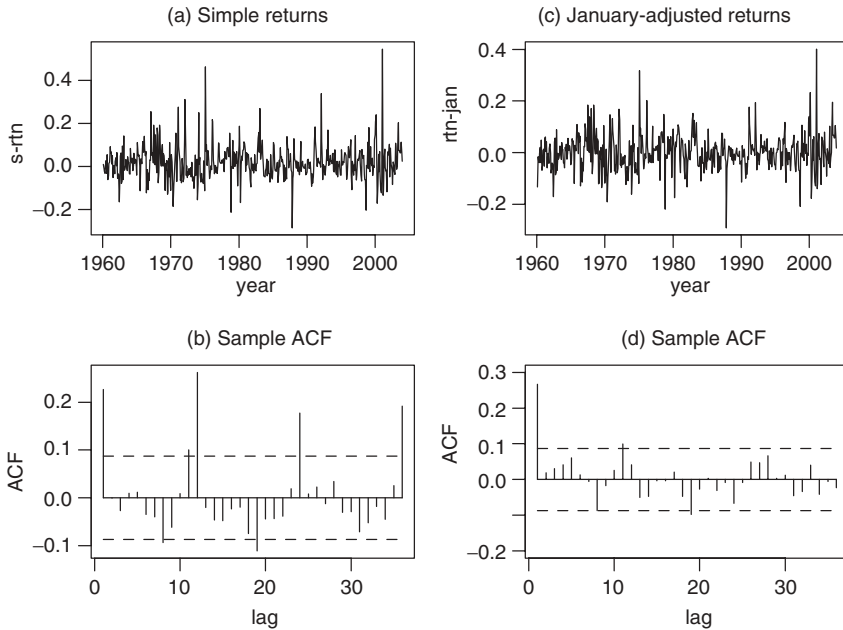 (a) Simple returns
s-rtn
0.4
0.2
0.0
−0.2
1960 1970 1980 1990 2000
year
(c) January-adjusted returns
rtn-jan
0.4
0.2
0.0
−0.2
1960 1970 1980 1990 2000
year
(b) Sample ACF
ACF
0.2
0.1
0.0
−0.1
0 10 20 30
lag
(d) Sample ACF
ACF
0.3
0.2
0.1
0.0
−0.2
0 10 20 30
lag